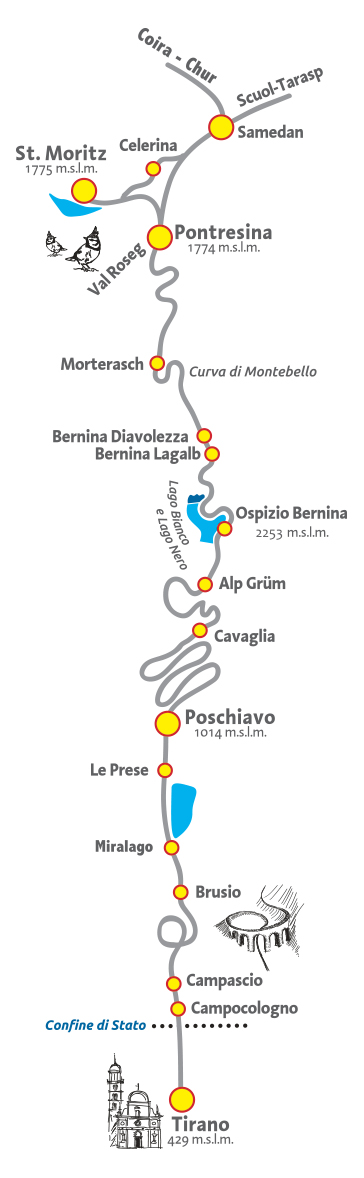 Coira - Chur
Scuol-Tarasp
Samedan
Celerina
St. Moritz
1775 m.s.l.m.
Pontresina
1774 m.s.l.m.
Val Roseg
Morterasch
Curva di Montebello
Bernina Diavolezza
Bernina Lagalb
Lago Bianco
e Lago Nero
Ospizio Bernina
2253 m.s.l.m.
Alp Grüm
Cavaglia
Poschiavo
1014 m.s.l.m.
Le Prese
Miralago
Brusio
Campascio
Campocologno
Confine di Stato
Tirano
429 m.s.l.m.